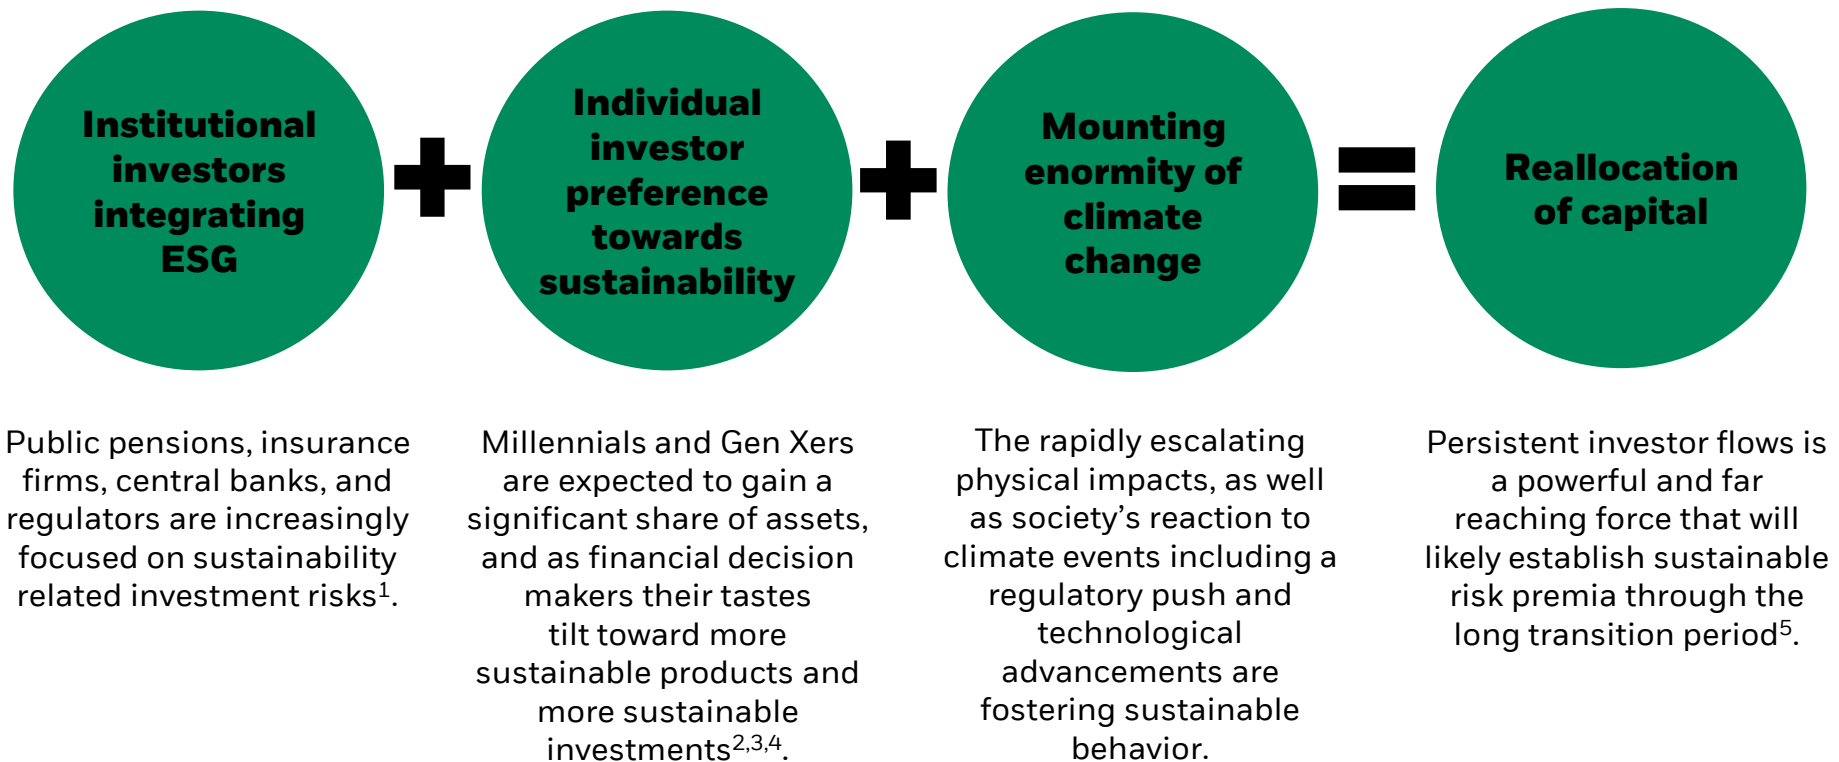 Institutional
investors
integrating
ESG
Individual
investor
preference
towards
sustainability
Mounting
enormity of
climate
change
Reallocation
of capital
Public pensions, insurance
firms, central banks, and
regulators are increasingly
focused on sustainability
related investment risks¹.
Millennials and Gen Xers
are expected to gain a
significant share of assets,
and as financial decision
makers their tastes
tilt toward more
sustainable products and
more sustainable
investments²,³,⁴.
The rapidly escalating
physical impacts, as well
as society’s reaction to
climate events including a
regulatory push and
technological
advancements are
fostering sustainable
behavior.
Persistent investor flows is
a powerful and far
reaching force that will
likely establish sustainable
risk premia through the
long transition period⁵.